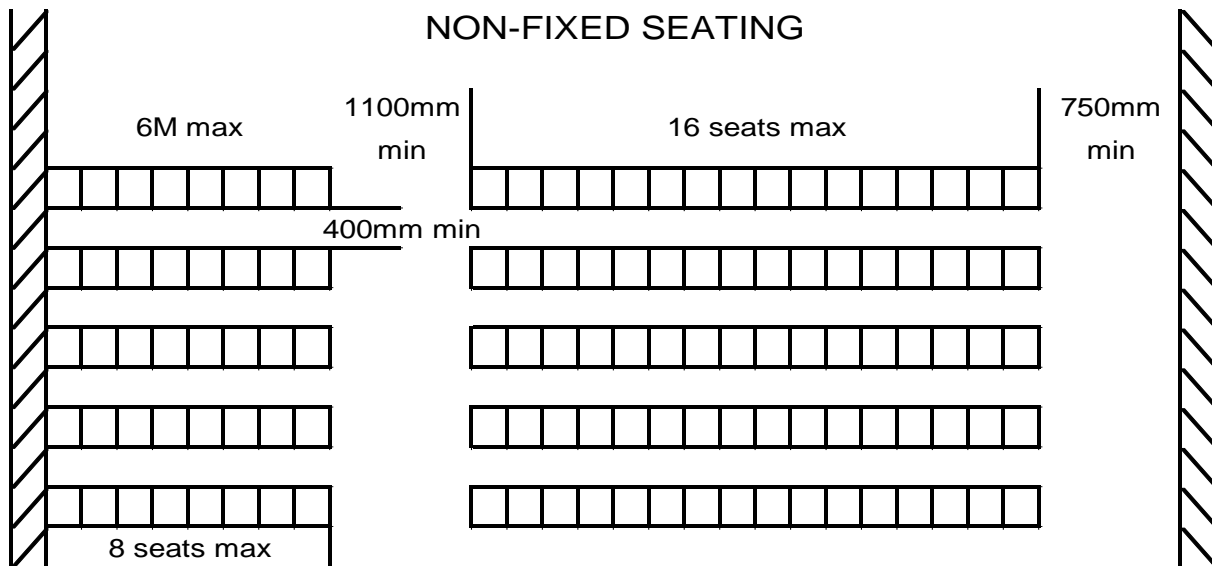 NON-FIXED SEATING
6M max
1100mm
min
16 seats max
750mm
min
400mm min
8 seats max